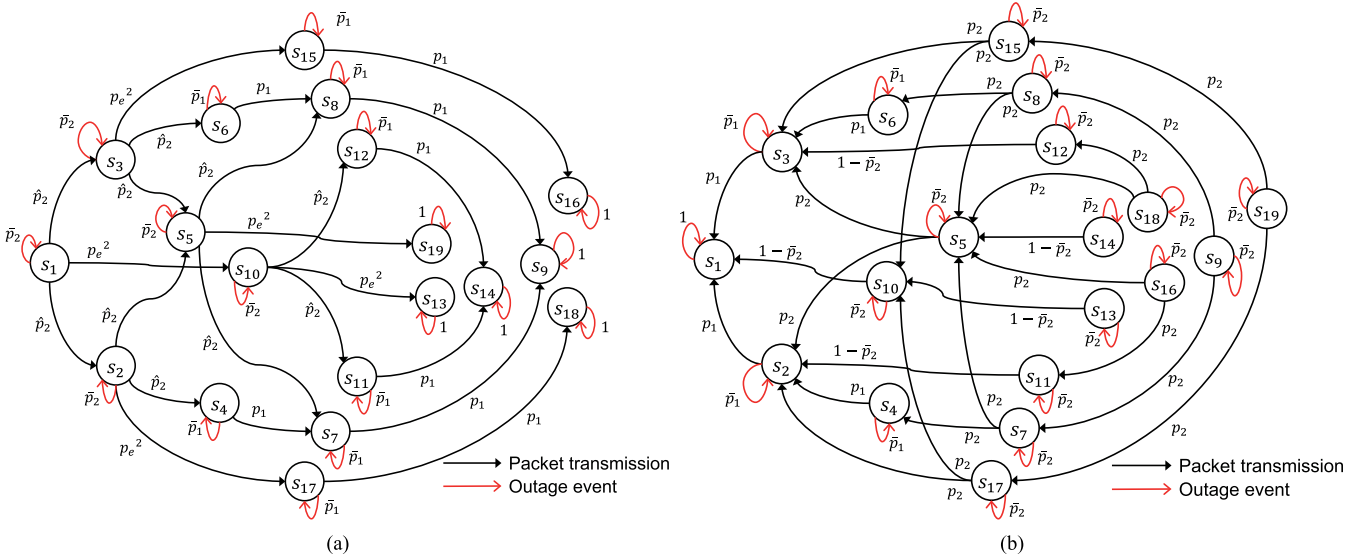 p̄₁
s₁₅
p₁
pₑ²
p̄₁
s₆
p₁
p̄₁
s₈
p₁
p̄₂
s₃
p̂₂
p̂₂
p̂₂
p̂₂
p̄₁
s₁₂
p₁
s₁₆
1
p̄₂
s₁
p̄₂
s₅
pₑ²
1
s₁₉
pₑ²
s₁₀
p̄₂
p̂₂
pₑ²
s₁₃
1
s₁₄
1
s₉
1
s₁₈
1
p̂₂
p̂₂
p̂₂
p̂₂
s₂
p̄₂
p̂₂
s₄
p̄₁
p₁
s₁₁
p̄₁
p₁
s₇
p̄₁
p₁
p₁
pₑ²
s₁₇
p̄₁
Packet transmission
Outage event
(a)
p̄₂
s₁₅
p₂
p₂
p₂
p̄₁
s₆
p₁
p̄₂
s₈
p₂
p₂
p₂
p̄₁
s₃
p̄₂
s₁₂
1 − p̄₂
p₂
p₁
p₂
p₂
s₁₈
p̄₂
p̄₂
s₁₉
1
s₁
p̄₂
s₅
p̄₂
s₁₄
1 − p̄₂
1 − p̄₂
s₁₀
p̄₂
p₂
p̄₂
s₁₆
s₉
p̄₂
s₁₃
p̄₂
1 − p̄₂
p₂
p₁
p₂
1 − p̄₂
s₂
p̄₁
s₁₁
p̄₂
p₁
s₄
p̄₁
p₂
p₂
s₇
p̄₂
p₂
p₂
p₂
p₂
s₁₇
p̄₂
Packet transmission
Outage event
(b)